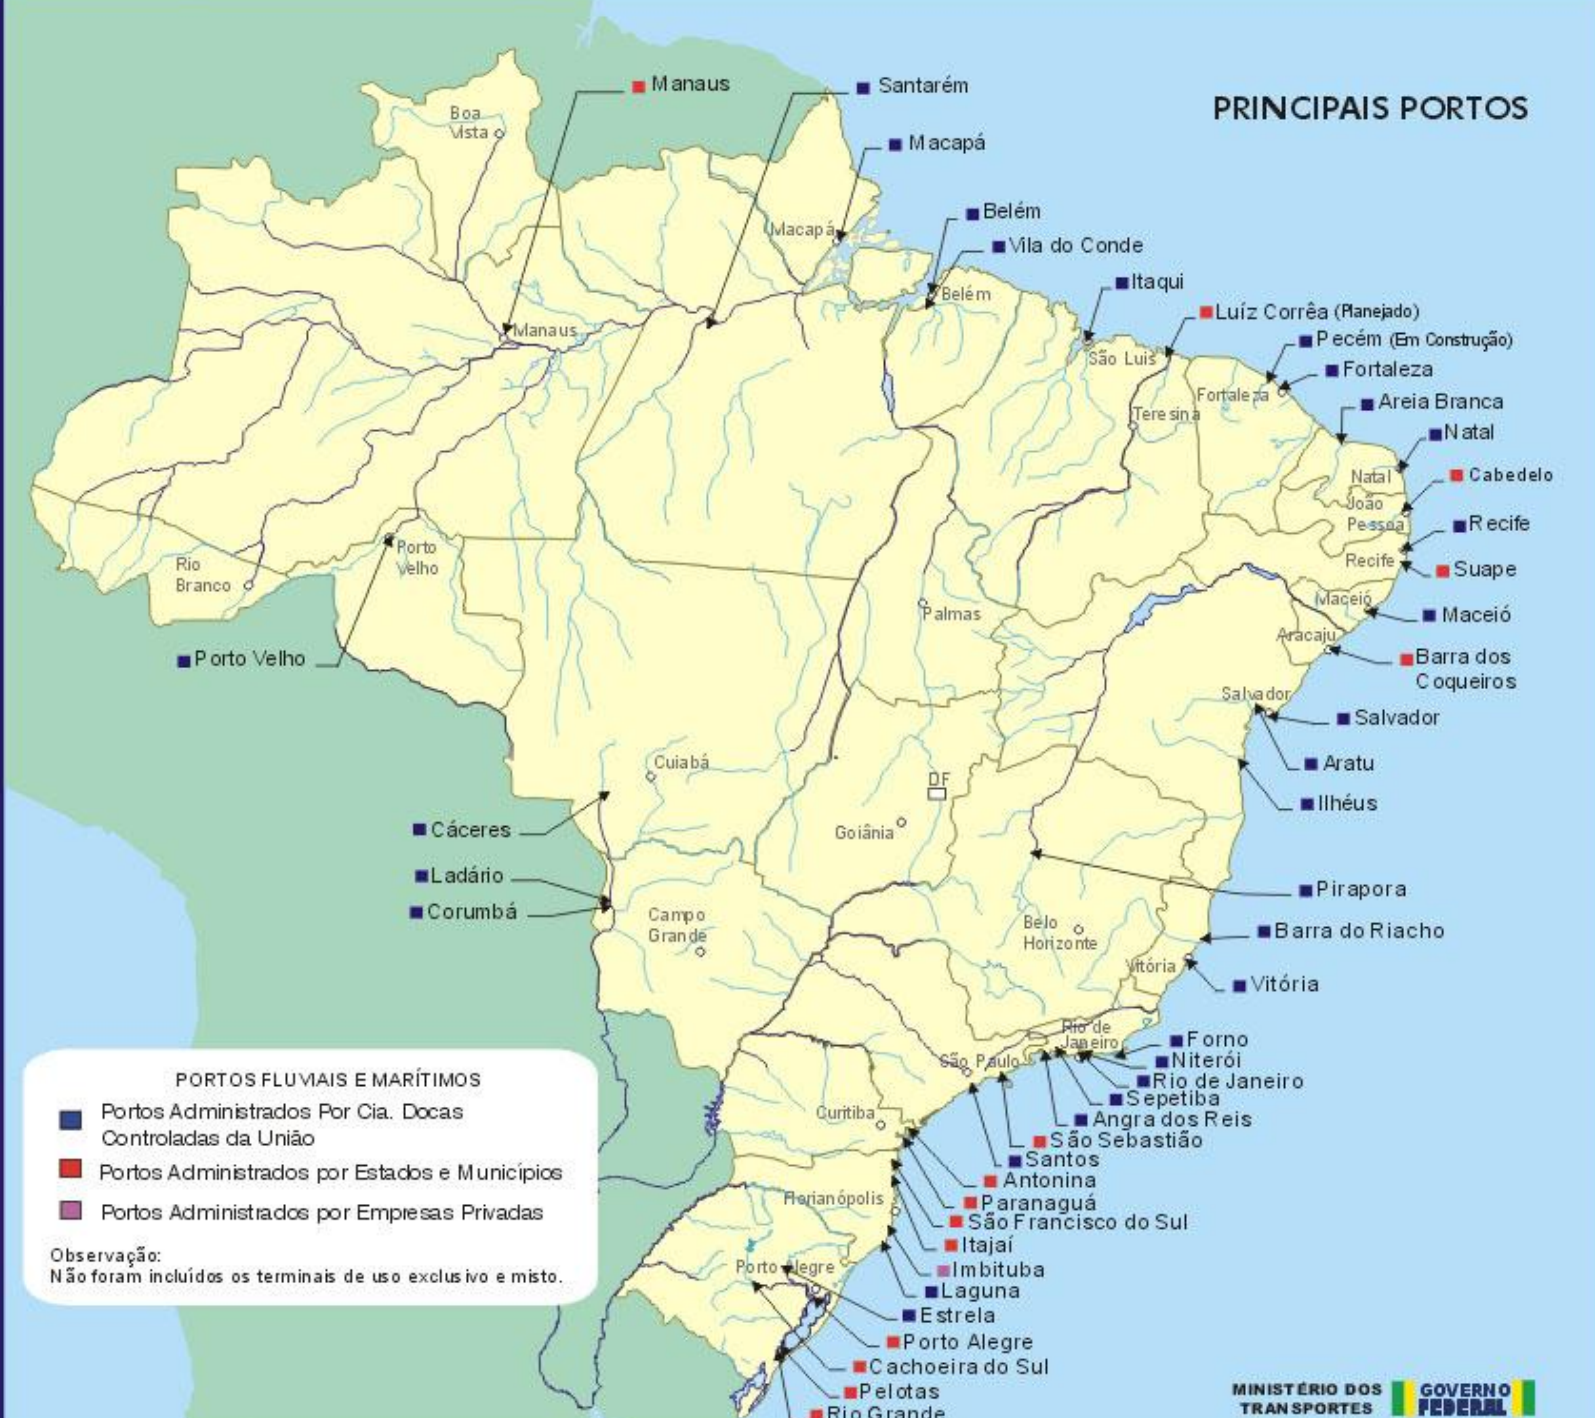 PRINCIPAIS PORTOS
Manaus
Santarém
Macapá
Belém
Vila do Conde
Itaqui
Luíz Corrêa (Planejado)
Pecém (Em Construção)
Fortaleza
Areia Branca
Natal
Cabedelo
Recife
Suape
Maceió
Barra dos
Coqueiros
Salvador
Aratu
Ilhéus
Pirapora
Barra do Riacho
Vitória
Forno
Niterói
Rio de Janeiro
Sepetiba
Angra dos Reis
São Sebastião
Santos
Antonina
Paranaguá
São Francisco do Sul
Itajaí
Imbituba
Laguna
Estrela
Porto Alegre
Cachoeira do Sul
Pelotas
Rio Grande
Porto Velho
Cáceres
Ladário
Corumbá
Boa
Vista
Macapá
Belém
Manaus
São Luis
Teresina
Fortaleza
Natal
João
Pessoa
Recife
Maceió
Aracaju
Salvador
Palmas
Porto
Velho
Rio
Branco
Cuiabá
DF
Goiânia
Campo
Grande
Belo
Horizonte
Vitória
Rio de
Janeiro
São Paulo
Curitiba
Florianópolis
Porto Alegre
PORTOS FLUVIAIS E MARÍTIMOS
Portos Administrados Por Cia. Docas
Controladas da União
Portos Administrados por Estados e Municípios
Portos Administrados por Empresas Privadas
Observação:
Não foram incluídos os terminais de uso exclusivo e misto.
MINISTÉRIO DOS
TRANSPORTES
GOVERNO
FEDERAL